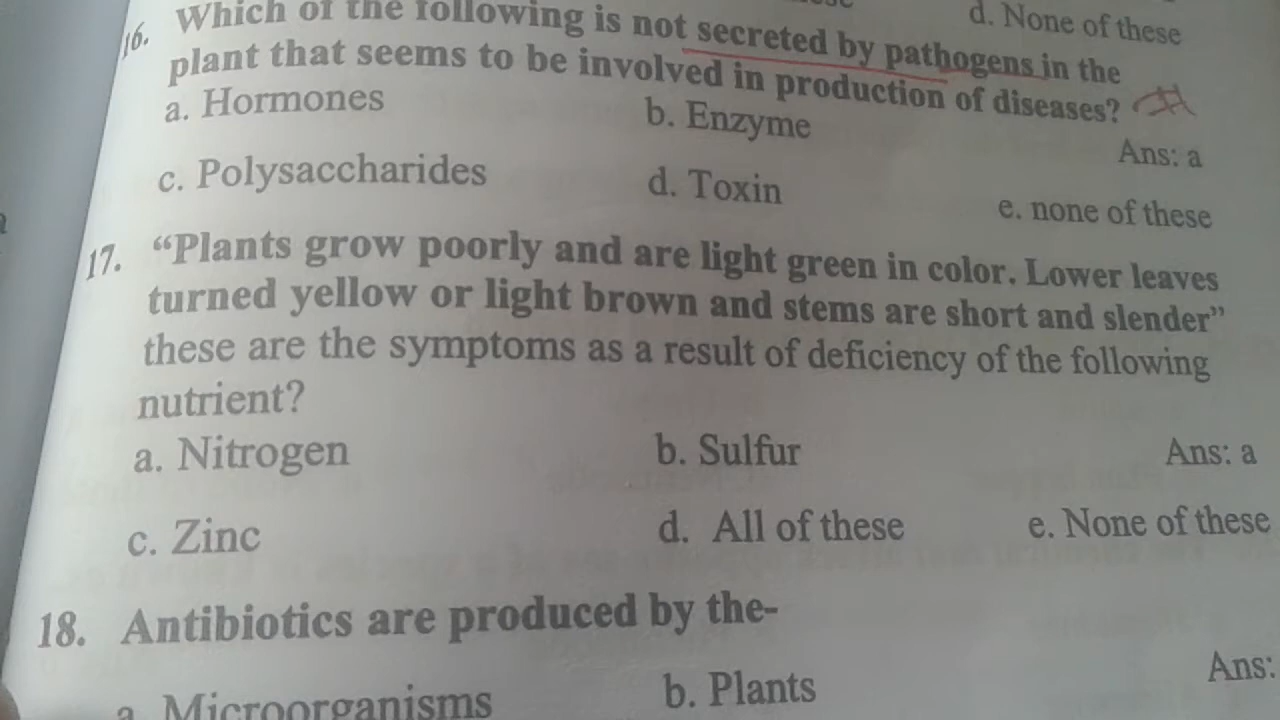 d. None of these
16. Which of the following is not secreted by pathogens in the
plant that seems to be involved in production of diseases?
a. Hormones b. Enzyme Ans: a
c. Polysaccharides d. Toxin e. none of these
17. “Plants grow poorly and are light green in color. Lower leaves
turned yellow or light brown and stems are short and slender”
these are the symptoms as a result of deficiency of the following
nutrient?
a. Nitrogen b. Sulfur Ans: a
c. Zinc d. All of these e. None of these
18. Antibiotics are produced by the-
Ans:
a. Microorganisms b. Plants